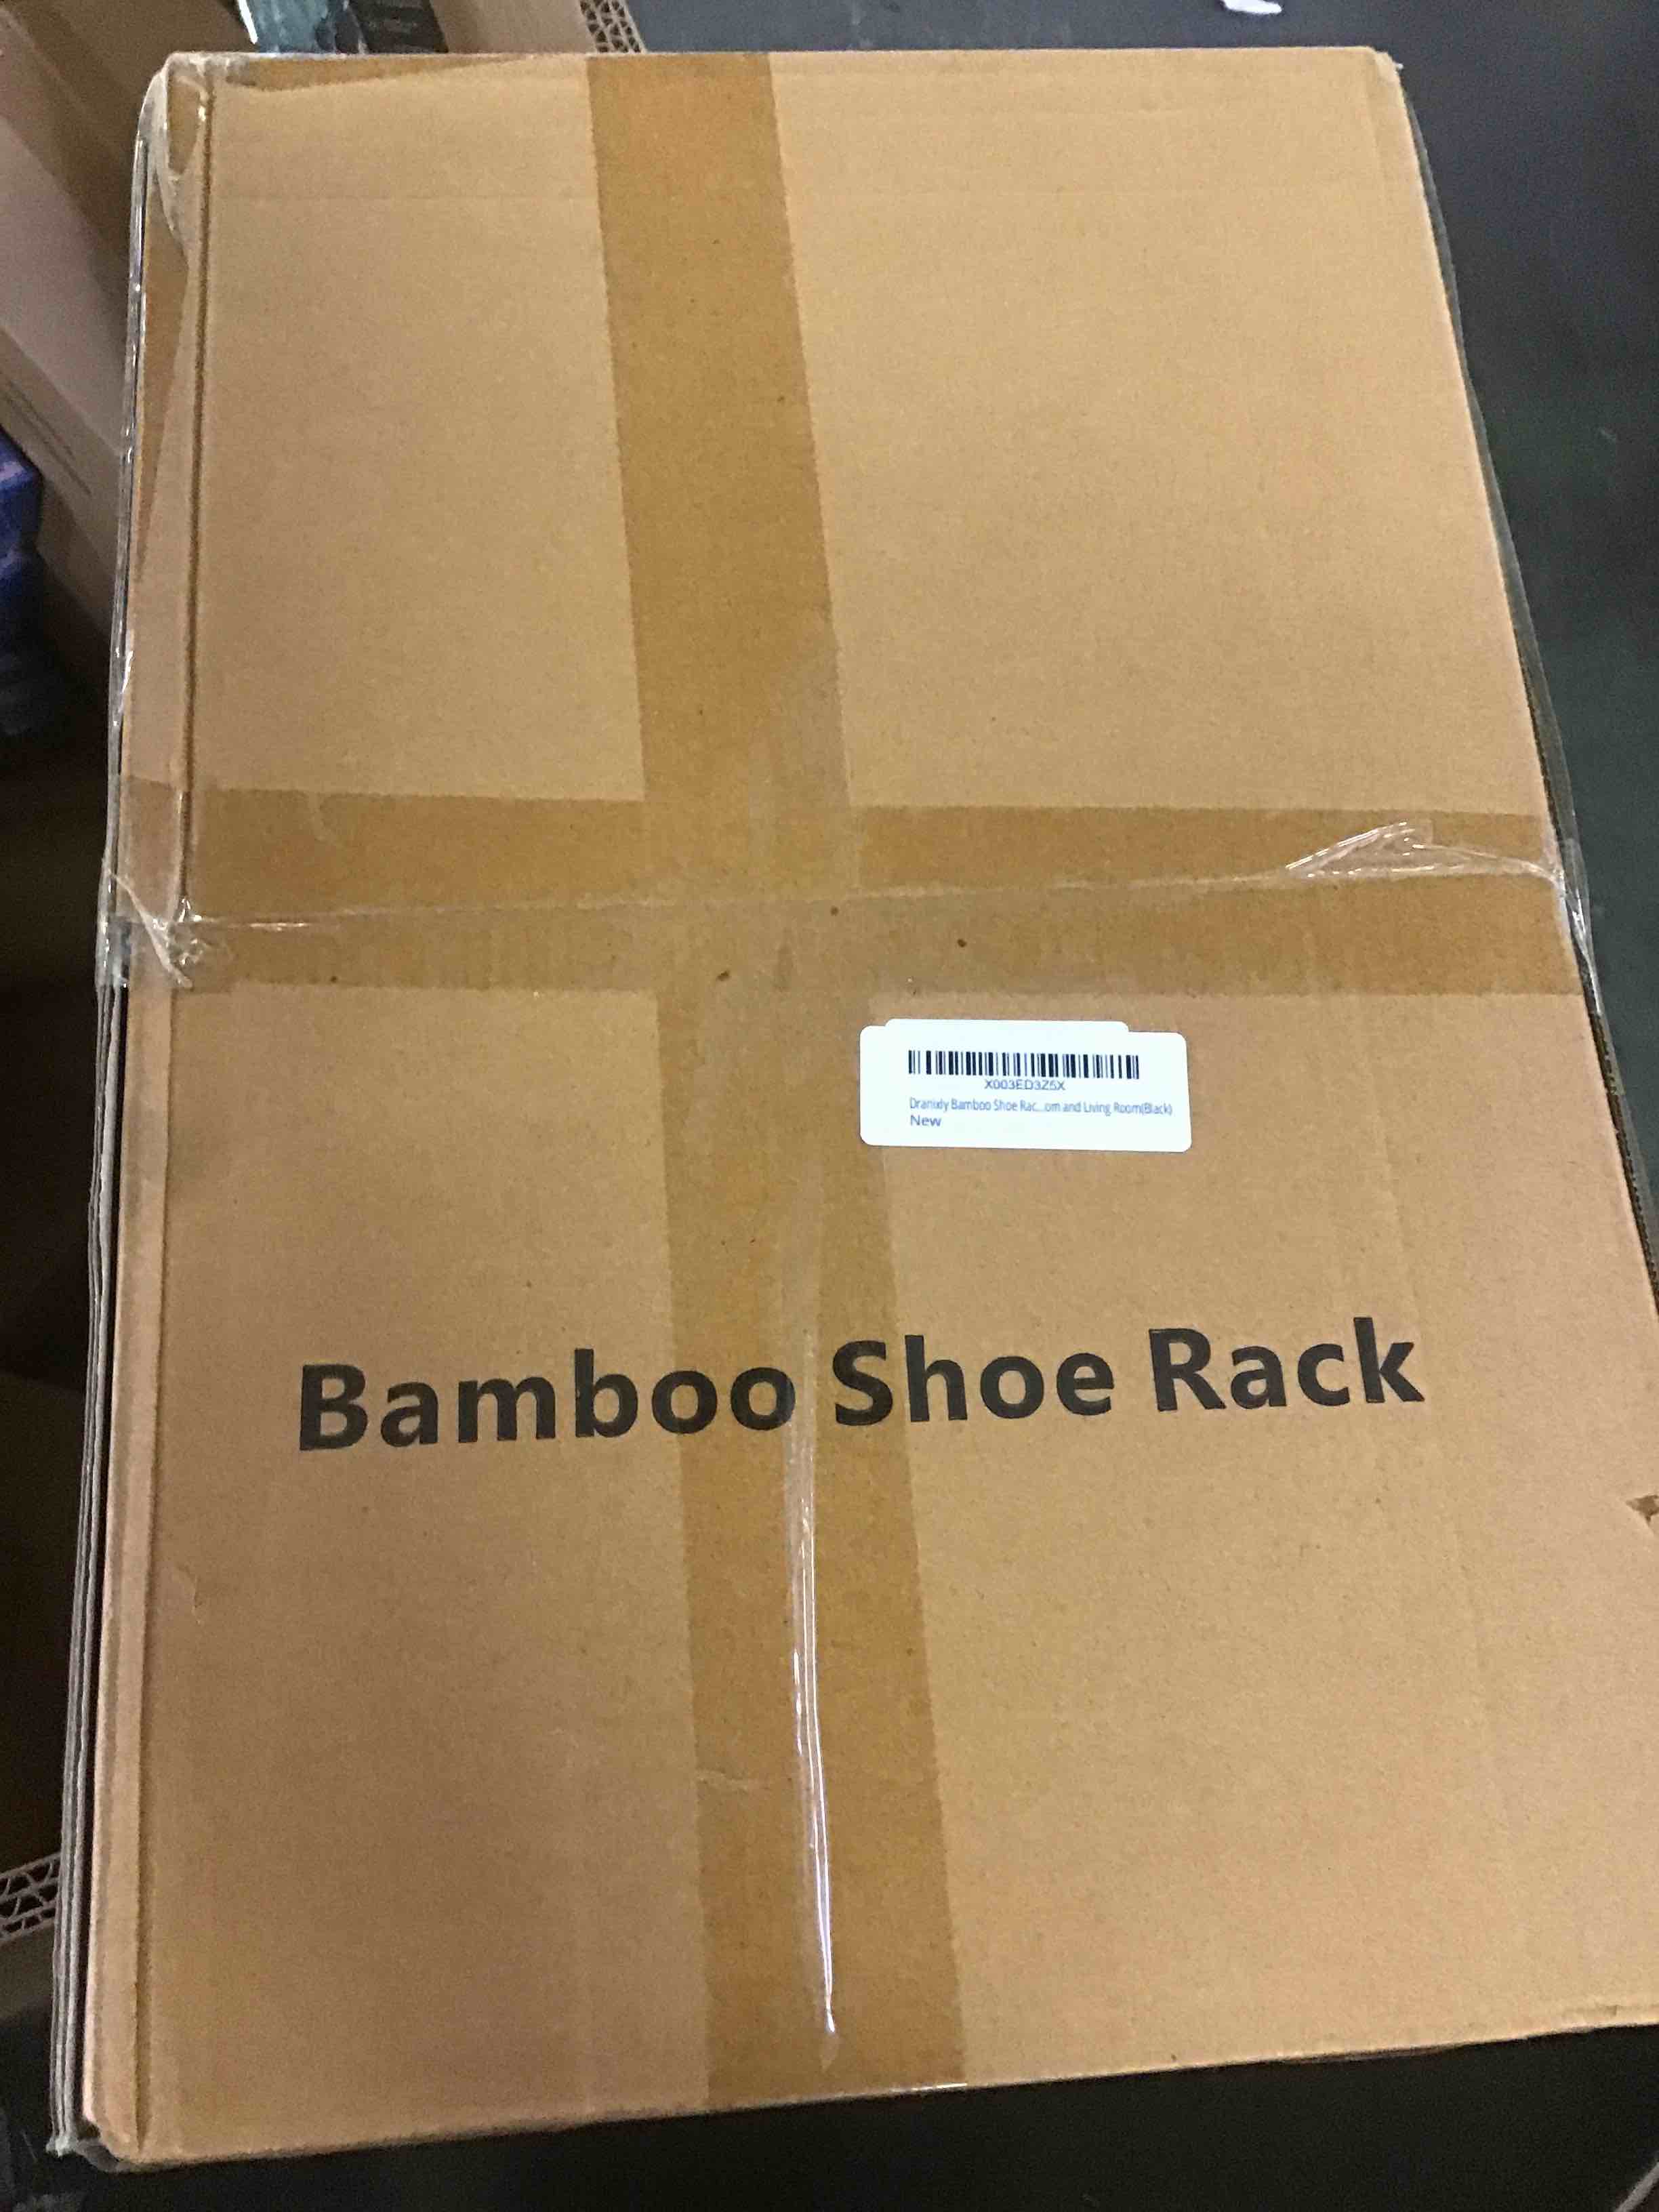 X003ED3Z5X
Dranixly Bamboo Shoe Rac...om and Living Room(Black)
New
Bamboo Shoe Rack